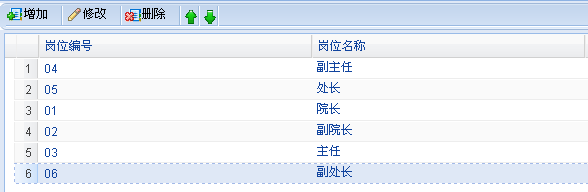 增加 修改 删除
岗位编号 岗位名称
1 04 副主任
2 05 处长
3 01 院长
4 02 副院长
5 03 主任
6 06 副处长